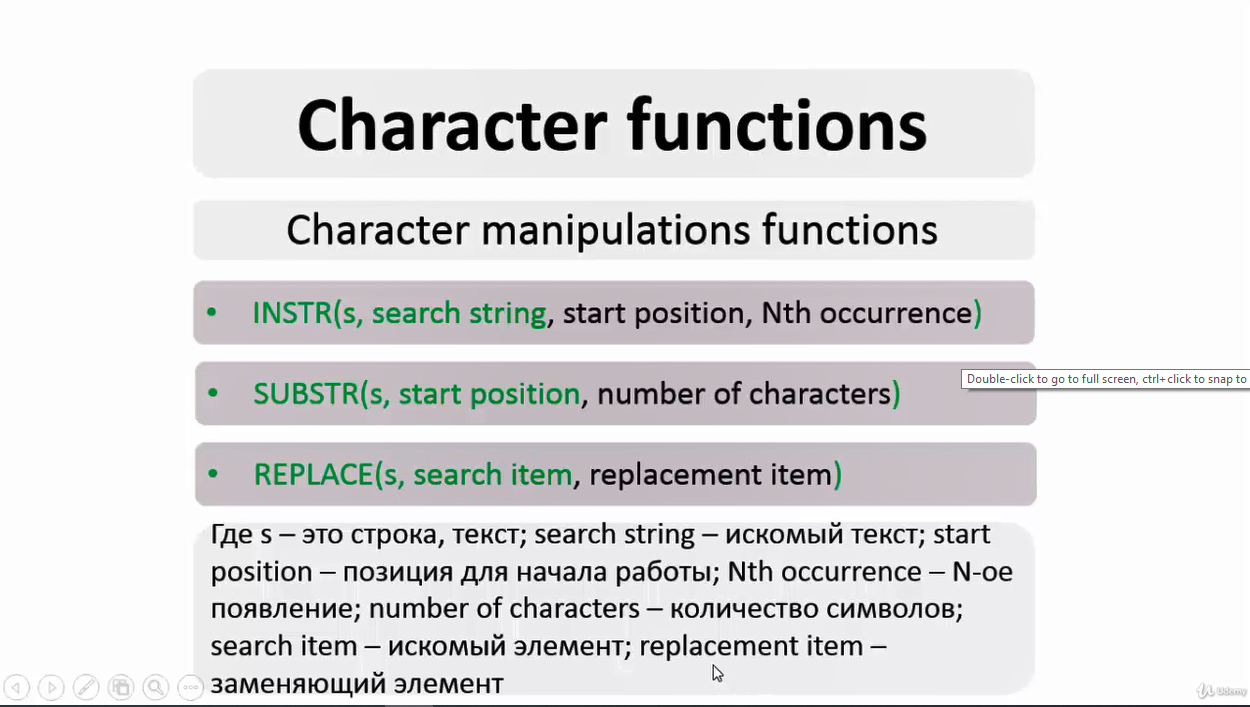 Character functions
Character manipulations functions
• INSTR(s, search string, start position, Nth occurrence)
Double-click to go to full screen, ctrl+click to snap to
• SUBSTR(s, start position, number of characters)
• REPLACE(s, search item, replacement item)
Где s – это строка, текст; search string – искомый текст; start
position – позиция для начала работы; Nth occurrence – N-ое
появление; number of characters – количество символов;
search item – искомый элемент; replacement item –
заменяющий элемент
Udemy